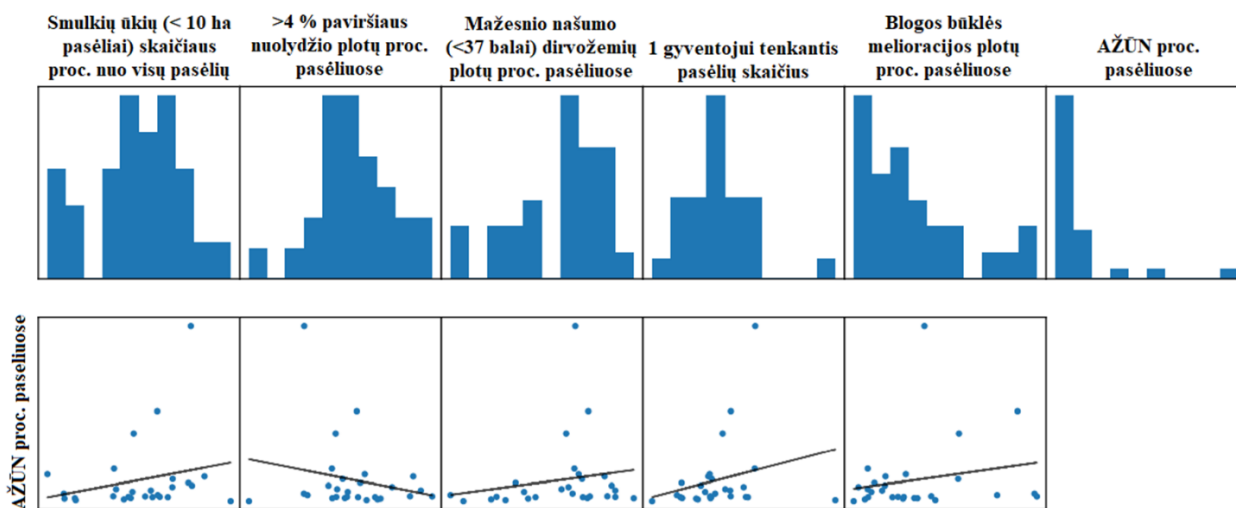 Smulkių ūkių (< 10 ha
pasėliai) skaičiaus
proc. nuo visų pasėlių
>4 % paviršiaus
nuolydžio plotų proc.
pasėliuose
Mažesnio našumo
(<37 balai) dirvožemių
plotų proc. pasėliuose
1 gyventojui tenkantis
pasėlių skaičius
Blogos būklės
melioracijos plotų
proc. pasėliuose
AŽŪN proc.
pasėliuose
AŽŪN proc. paseliuose